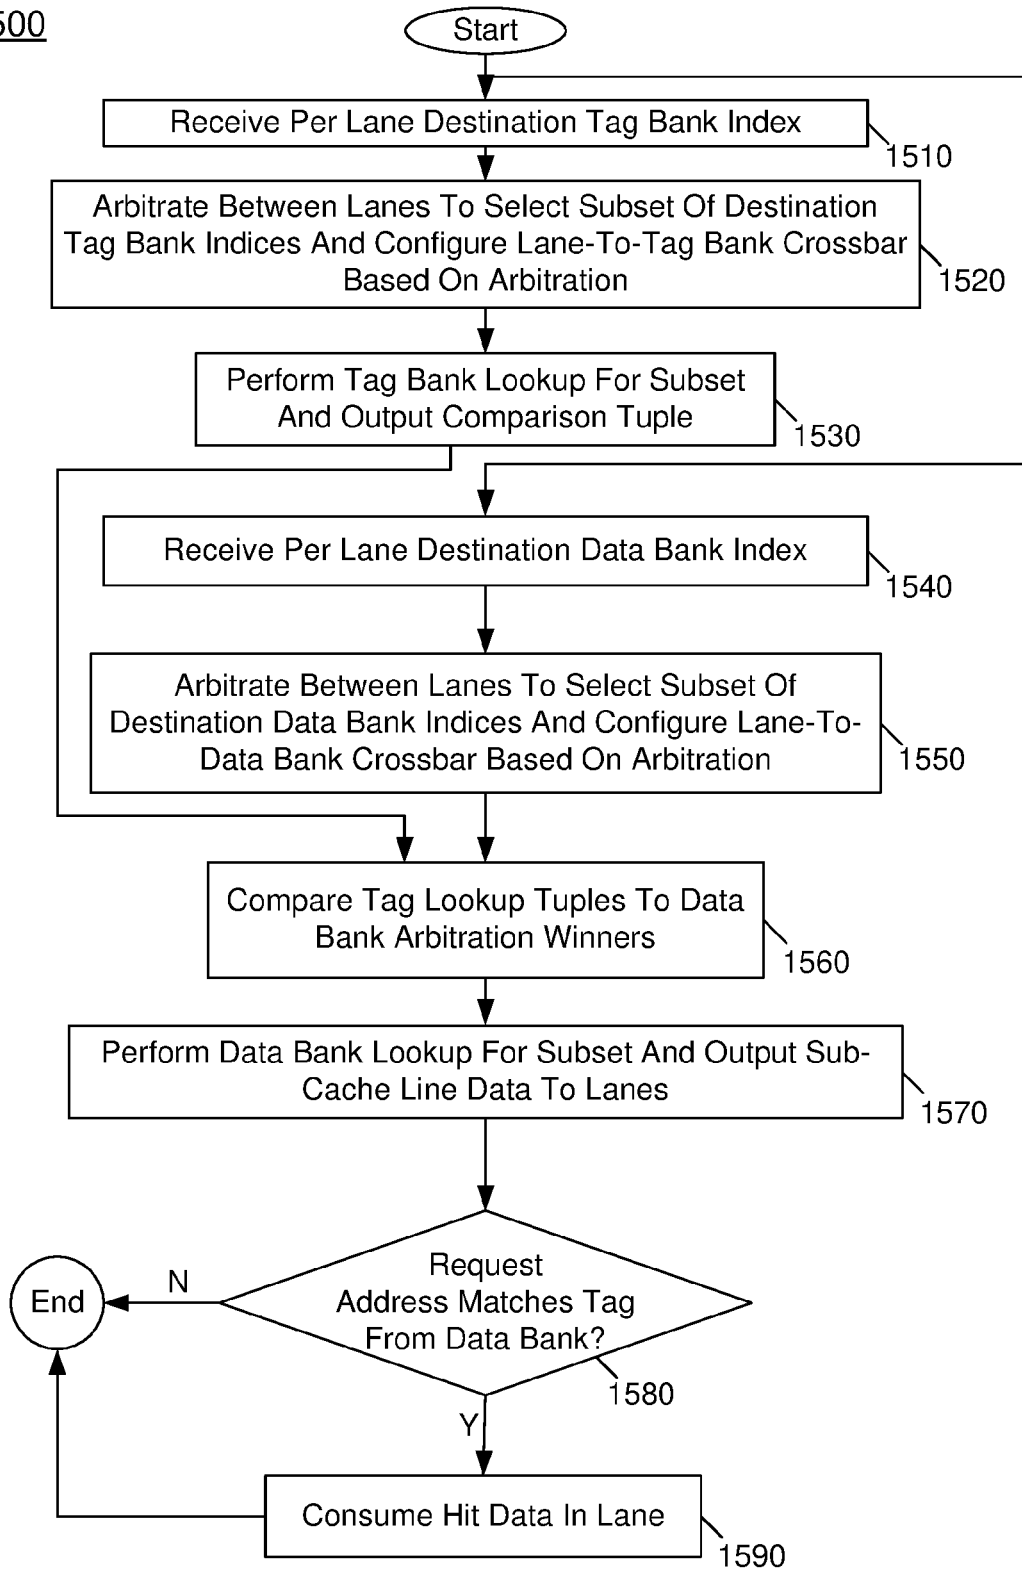 500
Start
Receive Per Lane Destination Tag Bank Index
1510
Arbitrate Between Lanes To Select Subset Of Destination
Tag Bank Indices And Configure Lane-To-Tag Bank Crossbar
Based On Arbitration
1520
Perform Tag Bank Lookup For Subset
And Output Comparison Tuple
1530
Receive Per Lane Destination Data Bank Index
1540
Arbitrate Between Lanes To Select Subset Of
Destination Data Bank Indices And Configure Lane-To-
Data Bank Crossbar Based On Arbitration
1550
Compare Tag Lookup Tuples To Data
Bank Arbitration Winners
1560
Perform Data Bank Lookup For Subset And Output Sub-
Cache Line Data To Lanes
1570
Request
Address Matches Tag
From Data Bank?
1580
N
End
Y
Consume Hit Data In Lane
1590